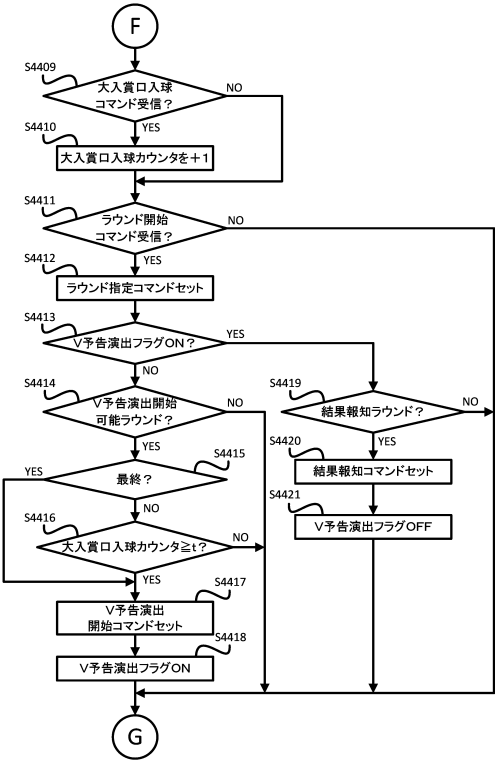 F
S4409
大入賞口入球
コマンド受信？
NO
YES
S4410
大入賞口入球カウンタを＋１
S4411
ラウンド開始
コマンド受信？
NO
YES
S4412
ラウンド指定コマンドセット
S4413
Ｖ予告演出フラグＯＮ？
YES
NO
S4414
Ｖ予告演出開始
可能ラウンド？
NO
YES
S4419
結果報知ラウンド？
NO
YES
S4415
最終？
YES
NO
S4420
結果報知コマンドセット
S4416
大入賞口入球カウンタ≧ｔ？
NO
YES
S4421
Ｖ予告演出フラグＯＦＦ
S4417
Ｖ予告演出
開始コマンドセット
S4418
Ｖ予告演出フラグＯＮ
G